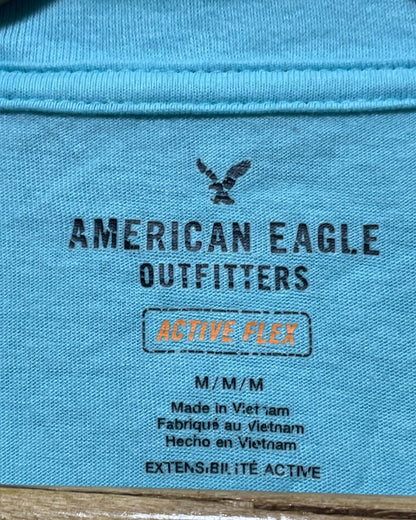 AMERICAN EAGLE
OUTFITTERS
ACTIVE FLEX
M/M/M
Made in Vietnam
Fabriqué au Vietnam
Hecho en Vietnam
EXTENSIBILITÉ ACTIVE